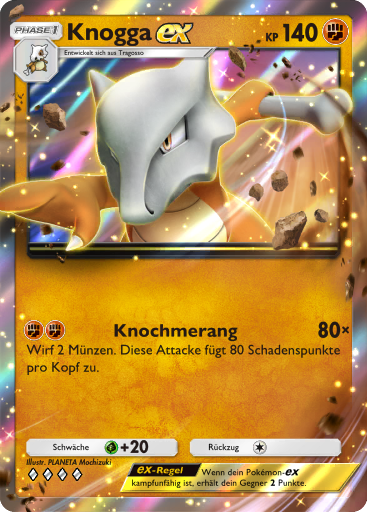 PHASE 1 Knogga ex KP 140
Entwickelt sich aus Tragosso
Knochmerang 80×
Wirf 2 Münzen. Diese Attacke fügt 80 Schadenspunkte
pro Kopf zu.
Schwäche +20 Rückzug
Illustr. PLANETA Mochizuki
ex-Regel Wenn dein Pokémon-ex
kampfunfähig ist, erhält dein Gegner 2 Punkte.